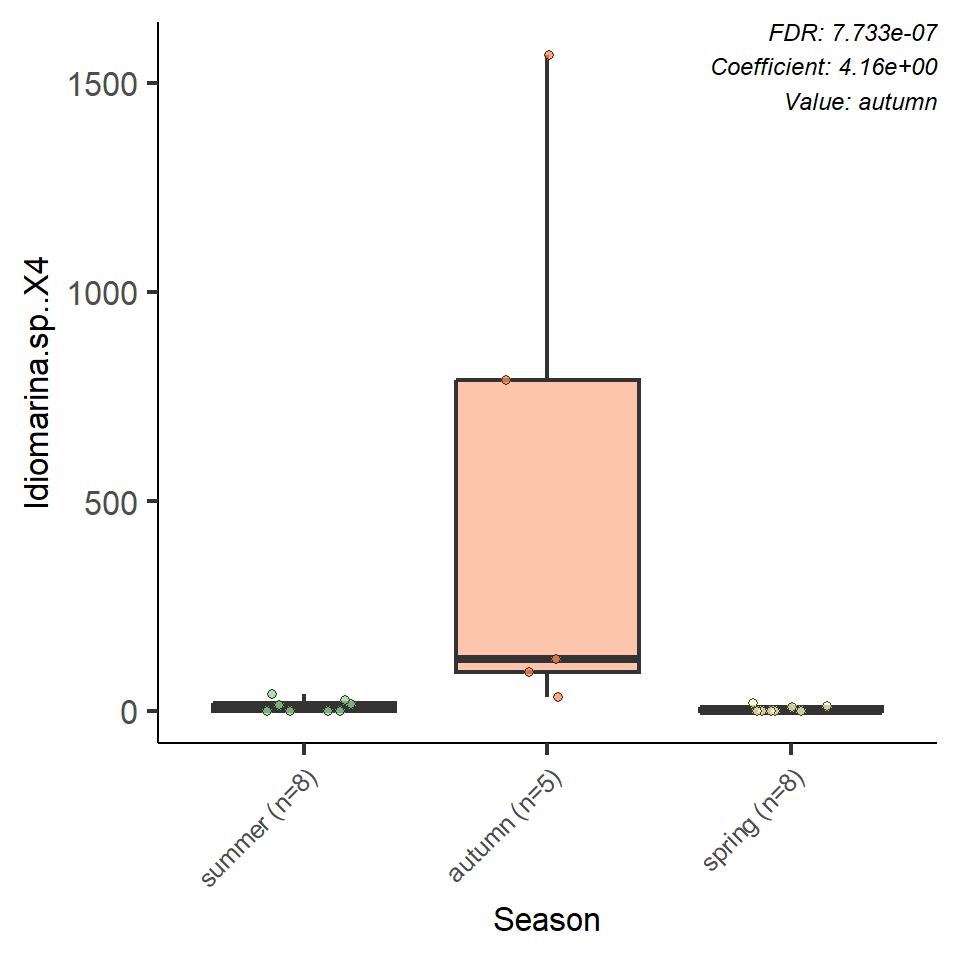 FDR: 7.733e-07
Coefficient: 4.16e+00
Value: autumn
1500
1000
500
0
Idiomarina.sp..X4
summer (n=8)
autumn (n=5)
spring (n=8)
Season